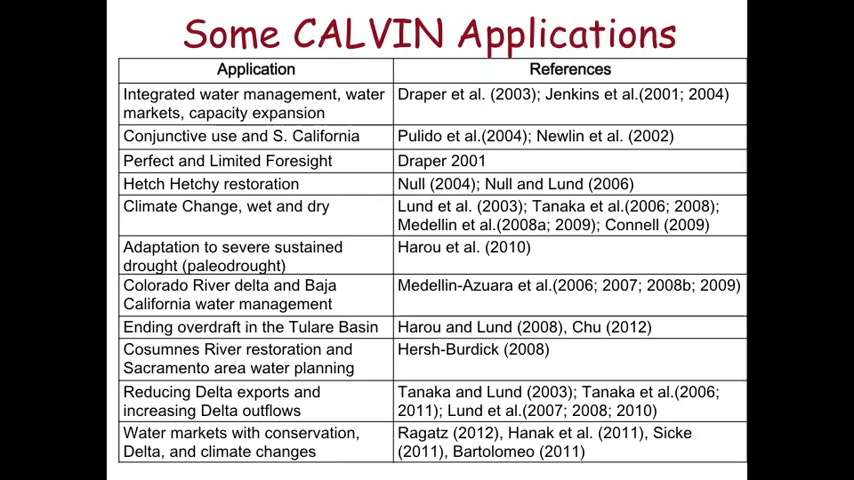 Some CALVIN Applications
Application
References
Integrated water management, water
markets, capacity expansion
Draper et al. (2003); Jenkins et al.(2001; 2004)
Conjunctive use and S. California
Pulido et al.(2004); Newlin et al. (2002)
Perfect and Limited Foresight
Draper 2001
Hetch Hetchy restoration
Null (2004); Null and Lund (2006)
Climate Change, wet and dry
Lund et al. (2003); Tanaka et al.(2006; 2008);
Medellin et al.(2008a; 2009); Connell (2009)
Adaptation to severe sustained
drought (paleodrought)
Harou et al. (2010)
Colorado River delta and Baja
California water management
Medellin-Azuara et al.(2006; 2007; 2008b; 2009)
Ending overdraft in the Tulare Basin
Harou and Lund (2008), Chu (2012)
Cosumnes River restoration and
Sacramento area water planning
Hersh-Burdick (2008)
Reducing Delta exports and
increasing Delta outflows
Tanaka and Lund (2003); Tanaka et al.(2006;
2011); Lund et al.(2007; 2008; 2010)
Water markets with conservation,
Delta, and climate changes
Ragatz (2012), Hanak et al. (2011), Sicke
(2011), Bartolomeo (2011)